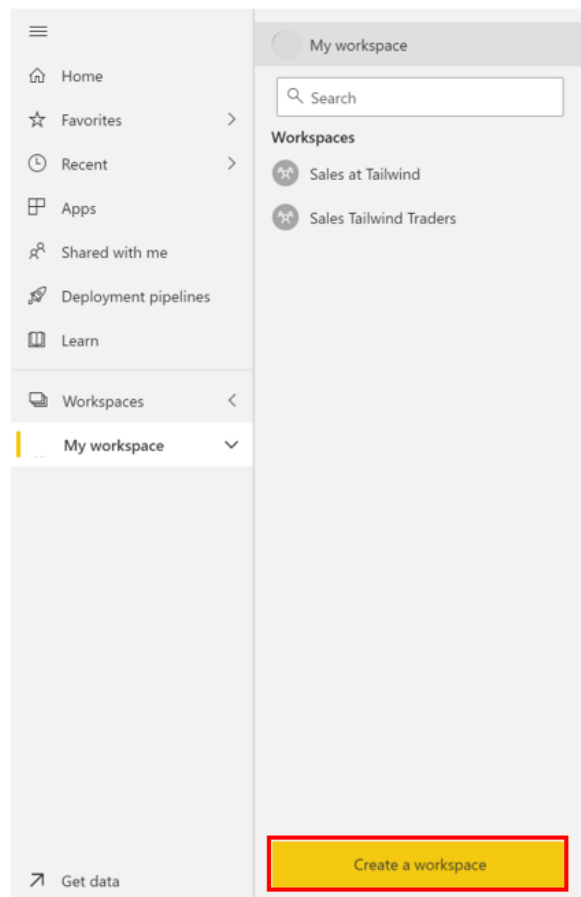 Home
Favorites
Recent
Apps
Shared with me
Deployment pipelines
Learn
Workspaces
My workspace
Get data
My workspace
Search
Workspaces
Sales at Tailwind
Sales Tailwind Traders
Create a workspace